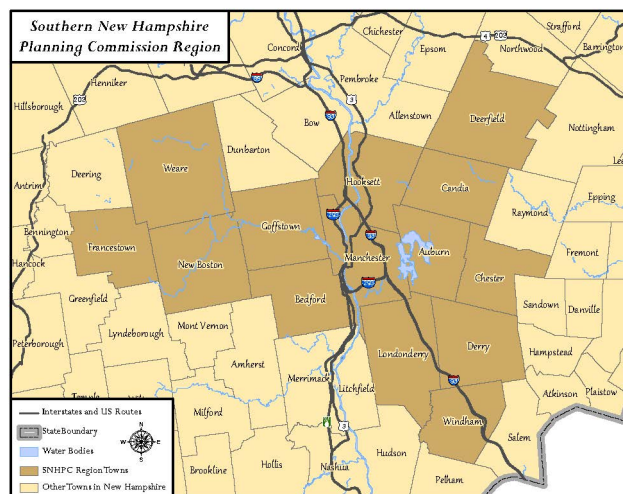 Southern New Hampshire
Planning Commission Region
Strafford
Chichester
4 202
Northwood
Barrington
Concord
Epsom
Henniker
202
89
Pembroke
3
Hillsborough
93
Bow
Allenstown
Deerfield
Nottingham
Dunbarton
Weare
Deering
Lee
Antrim
Hooksett
Candia
Epping
Raymond
Bennington
Goffstown
293
93
Francestown
Auburn
Fremont
New Boston
Manchester
Hancock
293
Chester
Greenfield
Bedford
Sandown
Danville
Lyndeborough
Mont Vernon
Peterborough
Derry
Londonderry
Hampstead
Amherst
Merrimack
Litchfield
93
Atkinson
Plaistow
Milford
Windham
3
Salem
Hollis
Hudson
Brookline
Nashua
Pelham
Interstates and US Routes
State Boundary
Water Bodies
SNHPC Region Towns
Other Towns in New Hampshire
N
W E
S